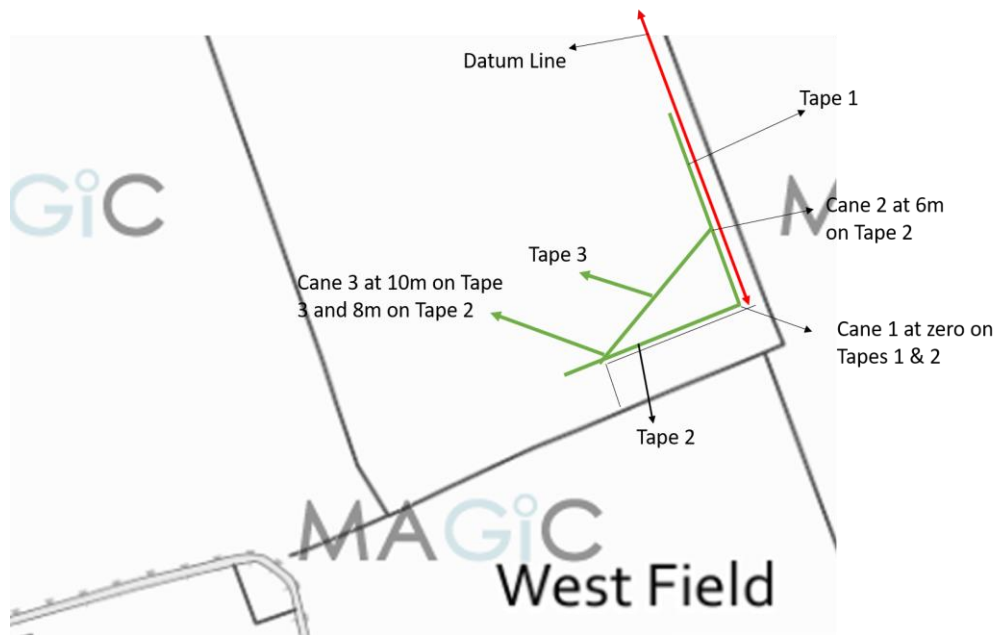 Datum Line
Tape 1
GiC
M
Cane 2 at 6m
on Tape 2
Tape 3
Cane 3 at 10m on Tape
3 and 8m on Tape 2
Cane 1 at zero on
Tapes 1 & 2
Tape 2
MAGiC
West Field